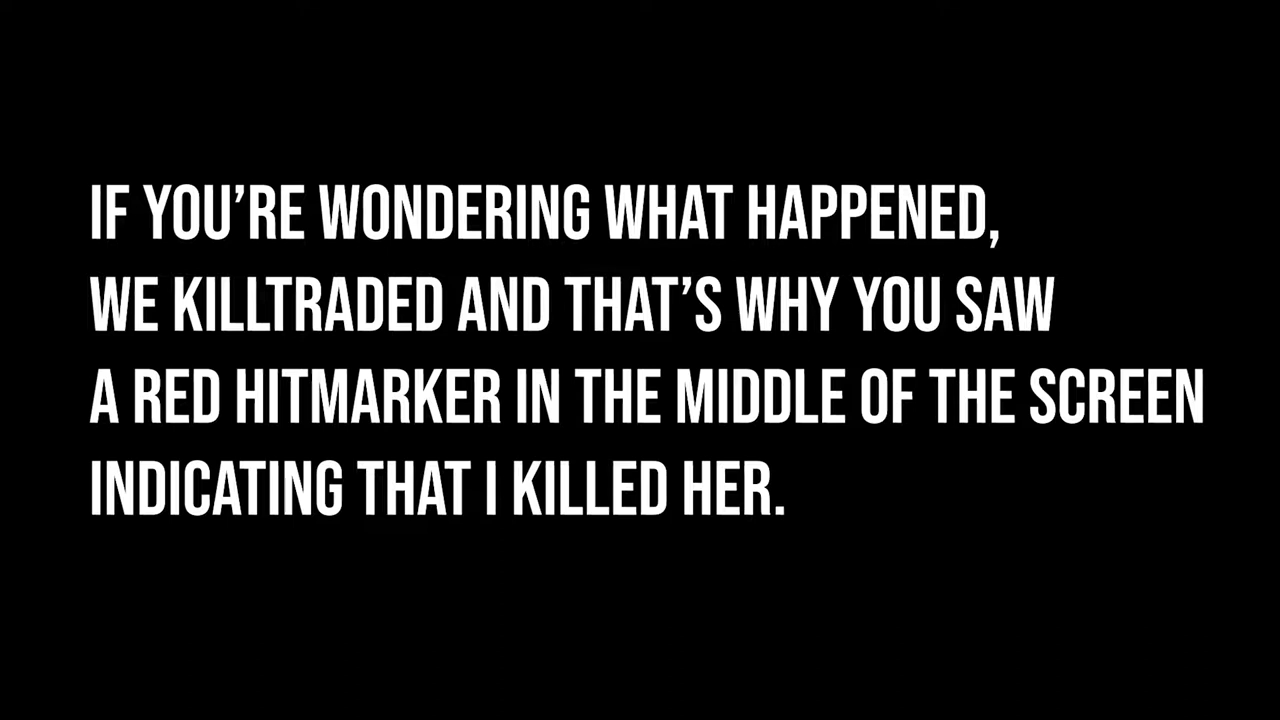 IF YOU’RE WONDERING WHAT HAPPENED,
WE KILLTRADED AND THAT’S WHY YOU SAW
A RED HITMARKER IN THE MIDDLE OF THE SCREEN
INDICATING THAT I KILLED HER.